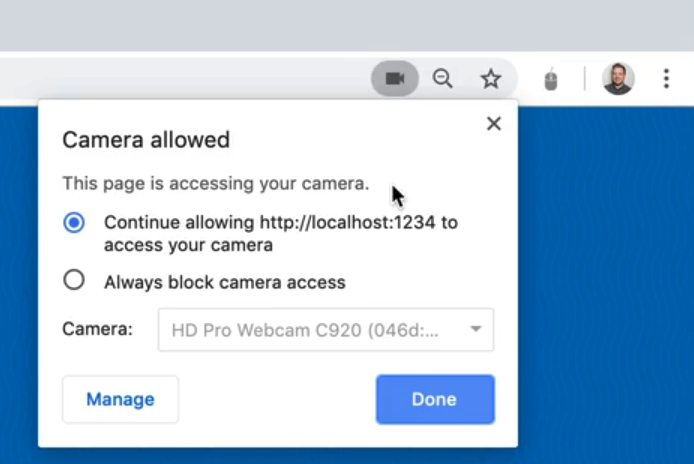 Camera allowed
This page is accessing your camera.
Continue allowing http://localhost:1234 to
access your camera
Always block camera access
Camera: HD Pro Webcam C920 (046d:...
Manage Done